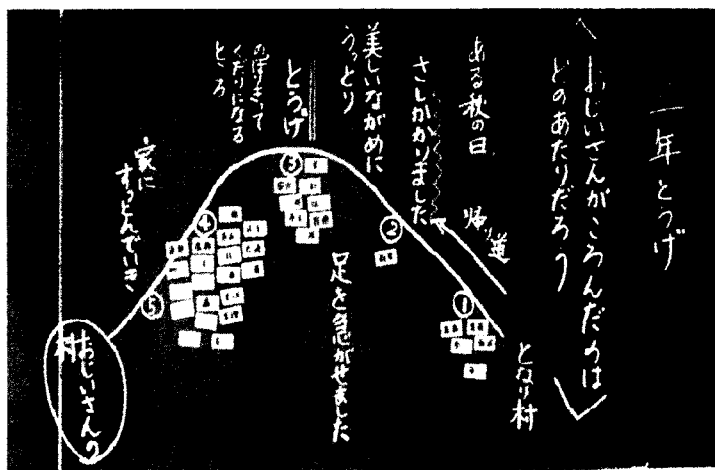 三年とうげ
おじいさんがころんだのは
どのあたりだろう
となり村
①
帰り道
ある秋の日
さしかかりました
②
足を急がせました
美しいながめに
うっとり
③
とうげ
のぼりきって
くだりになる
ところ
④
家に
すっとんでいき
⑤
おじいさんの
村